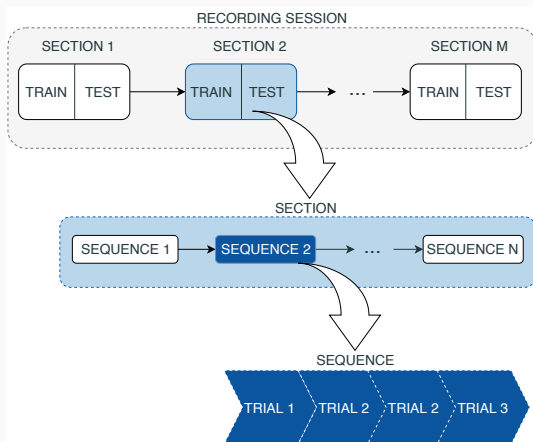 RECORDING SESSION
SECTION 1 SECTION 2 SECTION M
TRAIN TEST TRAIN TEST ... TRAIN TEST
SECTION
SEQUENCE 1 SEQUENCE 2 ... SEQUENCE N
SEQUENCE
TRIAL 1 TRIAL 2 TRIAL 2 TRIAL 3